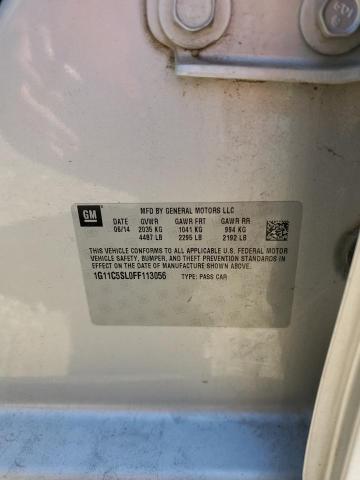 GM
MFD BY GENERAL MOTORS LLC
DATE GVWR GAWR FRT GAWR RR
06/14 2035 KG 1041 KG 994 KG
4487 LB 2295 LB 2192 LB
THIS VEHICLE CONFORMS TO ALL APPLICABLE U.S. FEDERAL MOTOR
VEHICLE SAFETY, BUMPER, AND THEFT PREVENTION STANDARDS IN
EFFECT ON THE DATE OF MANUFACTURE SHOWN ABOVE.
1G11C5SL0FF113056 TYPE: PASS CAR